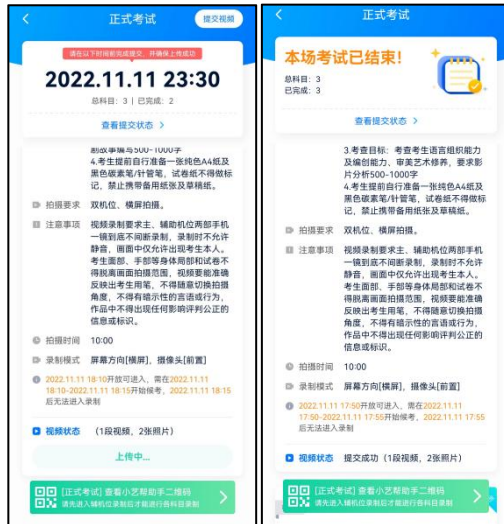 正式考试
提交视频
请在以下时间前完成提交，并确保上传成功
2022.11.11 23:30
总科目：3 | 已完成：2
查看提交状态 >
剧故事编写500-1000字
4.考生提前自行准备一张纯色A4纸及
黑色碳素笔/针管笔，试卷纸不得做标
记，禁止携带备用纸张及草稿纸。
拍摄要求 双机位、横屏拍摄。
注意事项 视频录制要求主、辅助机位两部手机
一镜到底不间断录制，录制时不允许
静音，画面中仅允许出现考生本人。
考生面部、手部等身体局部和试卷不
得脱离画面拍摄范围，视频要能准确
反映出考生用笔，不得随意切换拍摄
角度，不得有暗示性的言语或行为，
作品中不得出现任何影响评判公正的
信息或标识。
拍摄时间 10:00
录制模式 屏幕方向[横屏]，摄像头[前置]
2022.11.11 18:10开放可进入，需在2022.11.11
18:10-2022.11.11 18:15开始候考，2022.11.11 18:15
后无法进入录制
视频状态 （1段视频，2张照片）
上传中...
[正式考试] 查看小艺帮助手二维码
请先进入辅机位录制后才能进行各科目录制
正式考试
本场考试已结束！
总科目：3
已完成：3
查看提交状态 >
3.考查目标：考查考生语言组织能力
及编创能力、审美艺术修养，要求影
片分析500-1000字
4.考生提前自行准备一张纯色A4纸及
黑色碳素笔/针管笔，试卷纸不得做标
记，禁止携带备用纸张及草稿纸。
拍摄要求 双机位、横屏拍摄。
注意事项 视频录制要求主、辅助机位两部手机
一镜到底不间断录制，录制时不允许
静音，画面中仅允许出现考生本人。
考生面部、手部等身体局部和试卷不
得脱离画面拍摄范围，视频要能准确
反映出考生用笔，不得随意切换拍摄
角度，不得有暗示性的言语或行为，
作品中不得出现任何影响评判公正的
信息或标识。
拍摄时间 10:00
录制模式 屏幕方向[横屏]，摄像头[前置]
2022.11.11 17:50开放可进入，需在2022.11.11
17:50-2022.11.11 17:55开始候考，2022.11.11 17:55
后无法进入录制
视频状态 提交成功（1段视频，2张照片）
[正式考试] 查看小艺帮助手二维码
请先进入辅机位录制后才能进行各科目录制